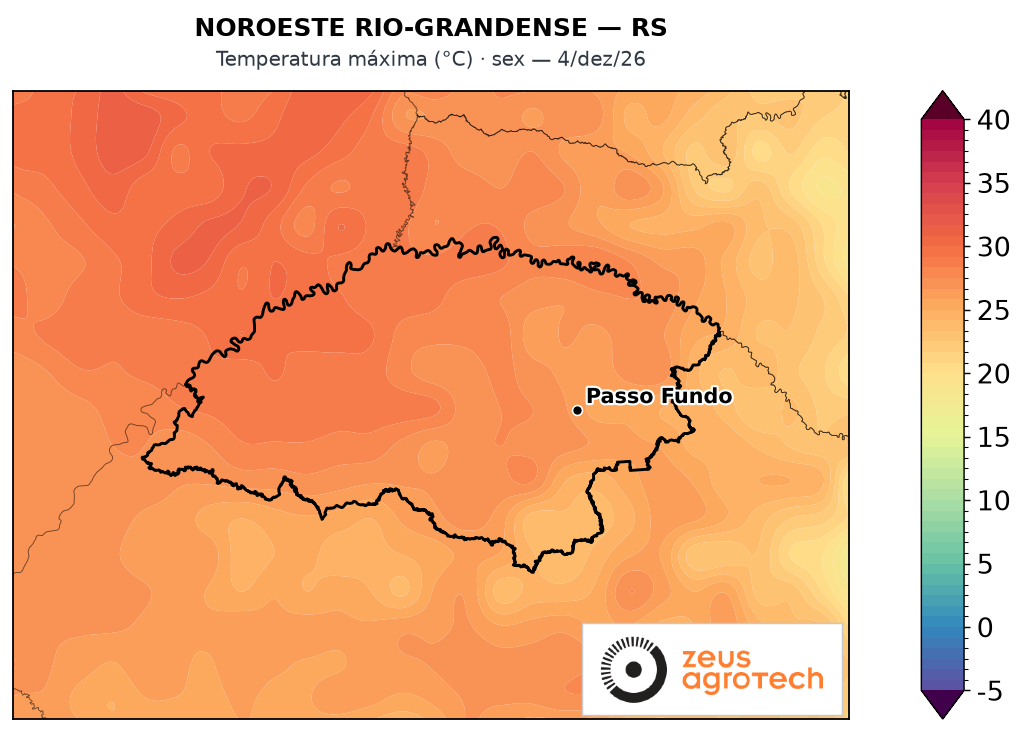 NOROESTE RIO-GRANDENSE — RS
Temperatura máxima (°C) · sex — 4/dez/26
40
35
30
25
20
15
10
5
0
-5
Passo Fundo
zeus
agrotech